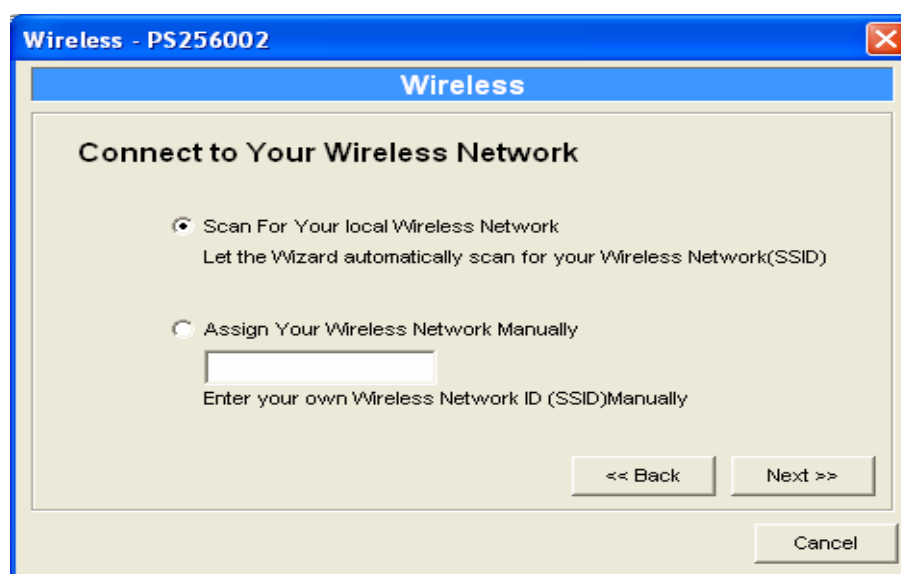 Wireless - PS256002
Wireless
Connect to Your Wireless Network
Scan For Your local Wireless Network
Let the Wizard automatically scan for your Wireless Network(SSID)
Assign Your Wireless Network Manually
Enter your own Wireless Network ID (SSID)Manually
<< Back
Next >>
Cancel